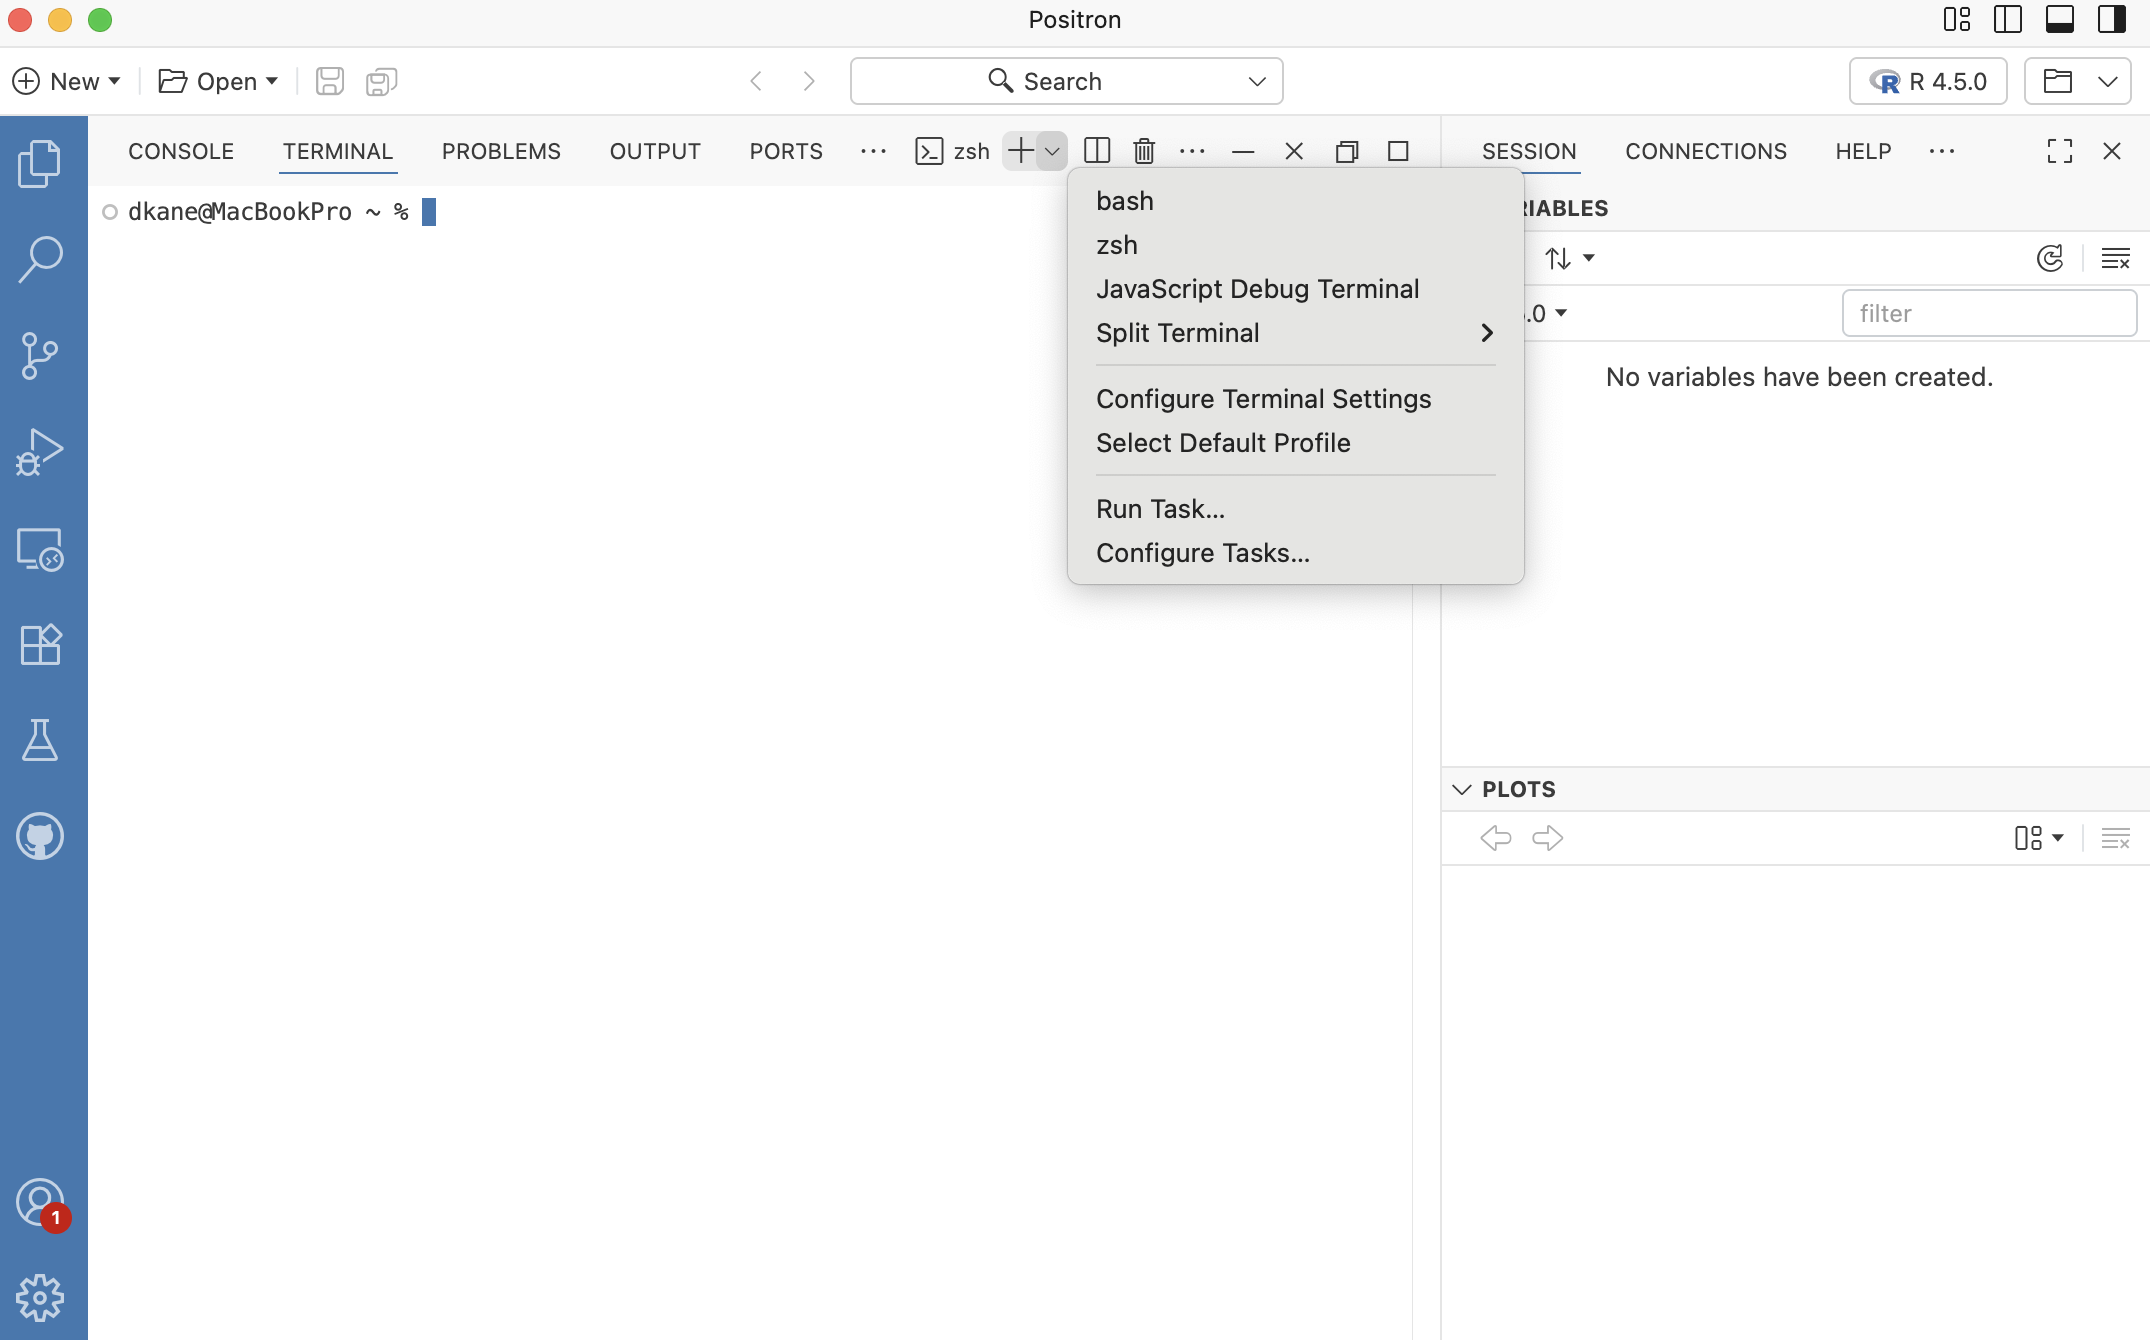 Positron
New
Open
Search
R 4.5.0
CONSOLE TERMINAL PROBLEMS OUTPUT PORTS ··· zsh ···
SESSION CONNECTIONS HELP ···
dkane@MacBookPro ~ %
bash
zsh
JavaScript Debug Terminal
Split Terminal
Configure Terminal Settings
Select Default Profile
Run Task...
Configure Tasks...
RIABLES
.0
filter
No variables have been created.
PLOTS
1